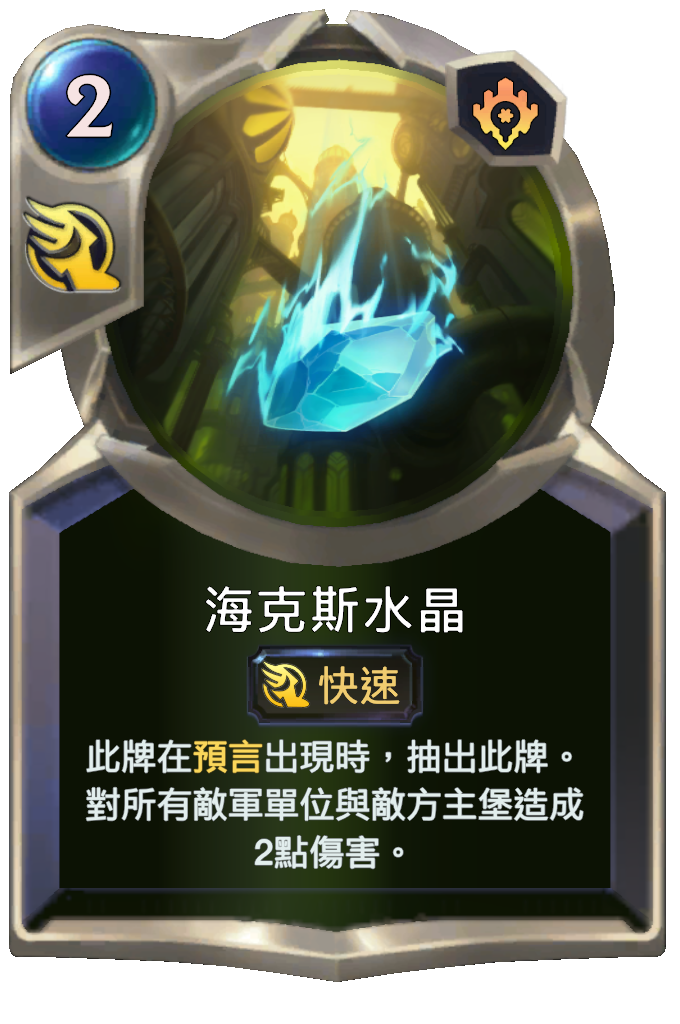 2
海克斯水晶
快速
此牌在預言出現時，抽出此牌。
對所有敵軍單位與敵方主堡造成
2點傷害。